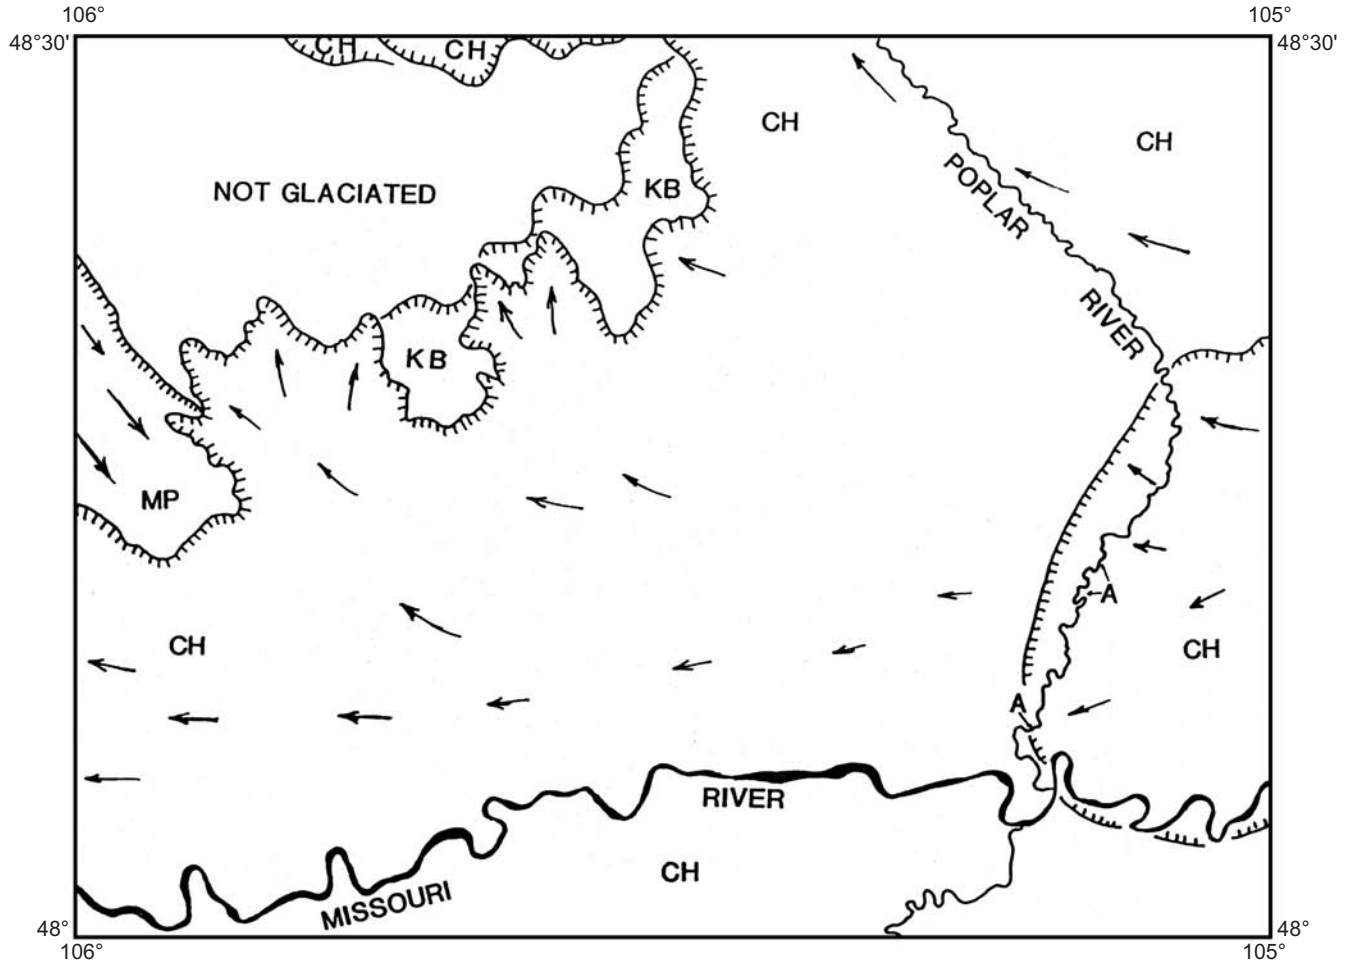 106°
105°
48°30'
48°30'
CH
CH
CH
CH
POPLAR
NOT GLACIATED
KB
RIVER
KB
MP
A
CH
CH
A
RIVER
CH
MISSOURI
48°
48°
106°
105°